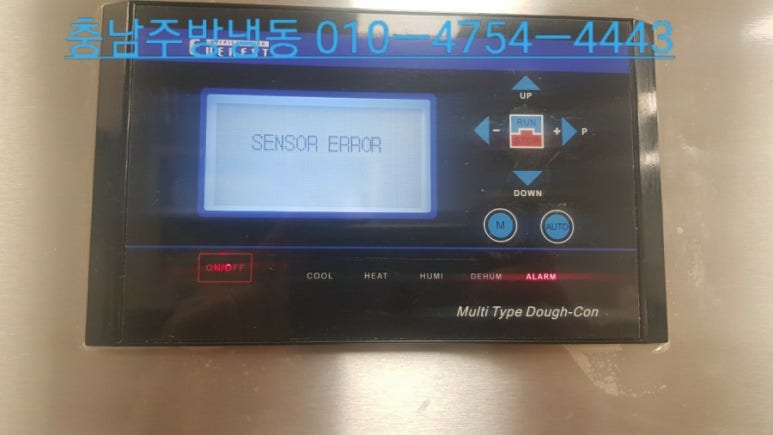 충남주방냉동 010-4754-4443
EVEREST
UP
SENSOR ERROR
- RUN STOP + P
DOWN
M AUTO
ON/OFF COOL HEAT HUMI DEHUM ALARM
Multi Type Dough-Con